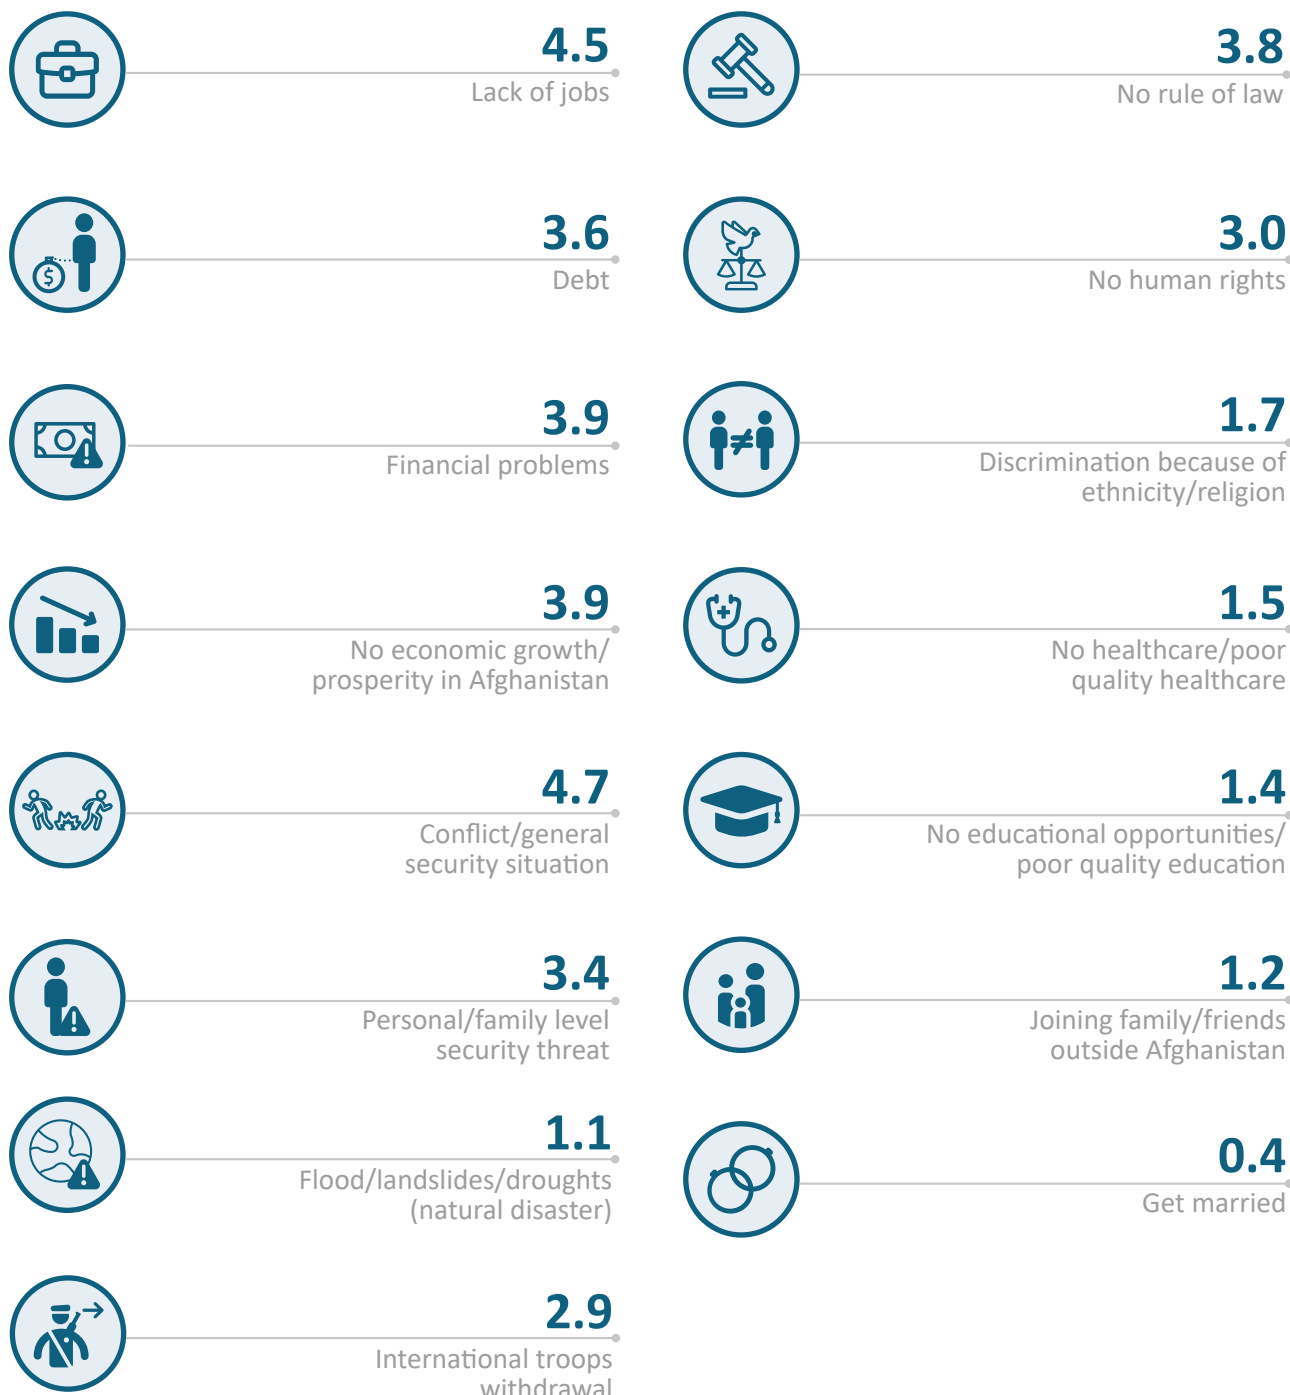 4.5
Lack of jobs
3.6
Debt
3.9
Financial problems
3.9
No economic growth/
prosperity in Afghanistan
4.7
Conflict/general
security situation
3.4
Personal/family level
security threat
1.1
Flood/landslides/droughts
(natural disaster)
2.9
International troops
withdrawal
3.8
No rule of law
3.0
No human rights
1.7
Discrimination because of
ethnicity/religion
1.5
No healthcare/poor
quality healthcare
1.4
No educational opportunities/
poor quality education
1.2
Joining family/friends
outside Afghanistan
0.4
Get married